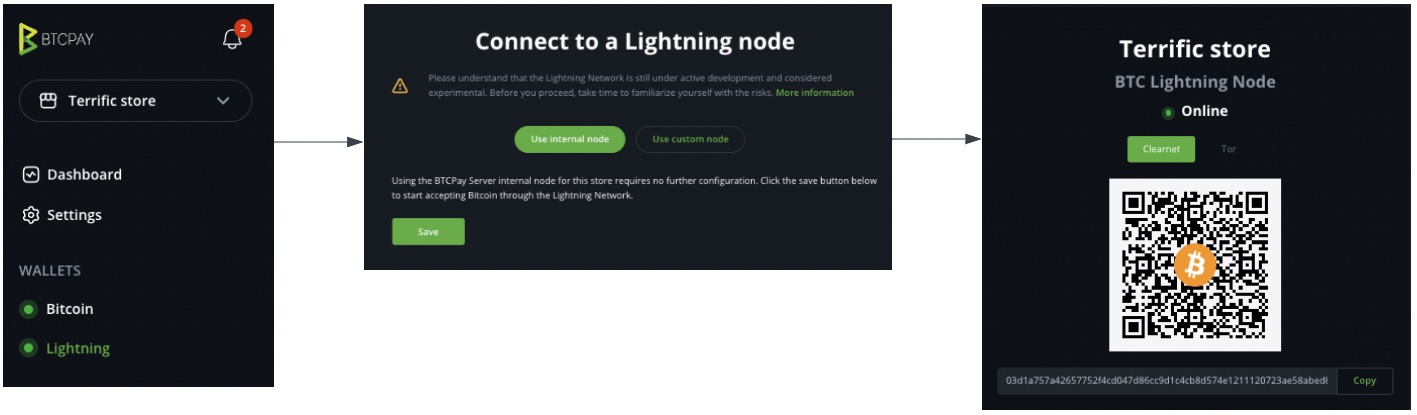 BTCPAY
2
Terrific store
Dashboard
Settings
WALLETS
Bitcoin
Lightning
Connect to a Lightning node
Please understand that the Lightning Network is still under active development and considered
experimental. Before you proceed, take time to familiarize yourself with the risks. More information
Use internal node
Use custom node
Using the BTCPay Server internal node for this store requires no further configuration. Click the save button below
to start accepting Bitcoin through the Lightning Network.
Save
Terrific store
BTC Lightning Node
Online
Clearnet
Tor
03d1a757a42657752f4cd047d86cc9d1c4cb8d574e1211120723ae58abedl
Copy